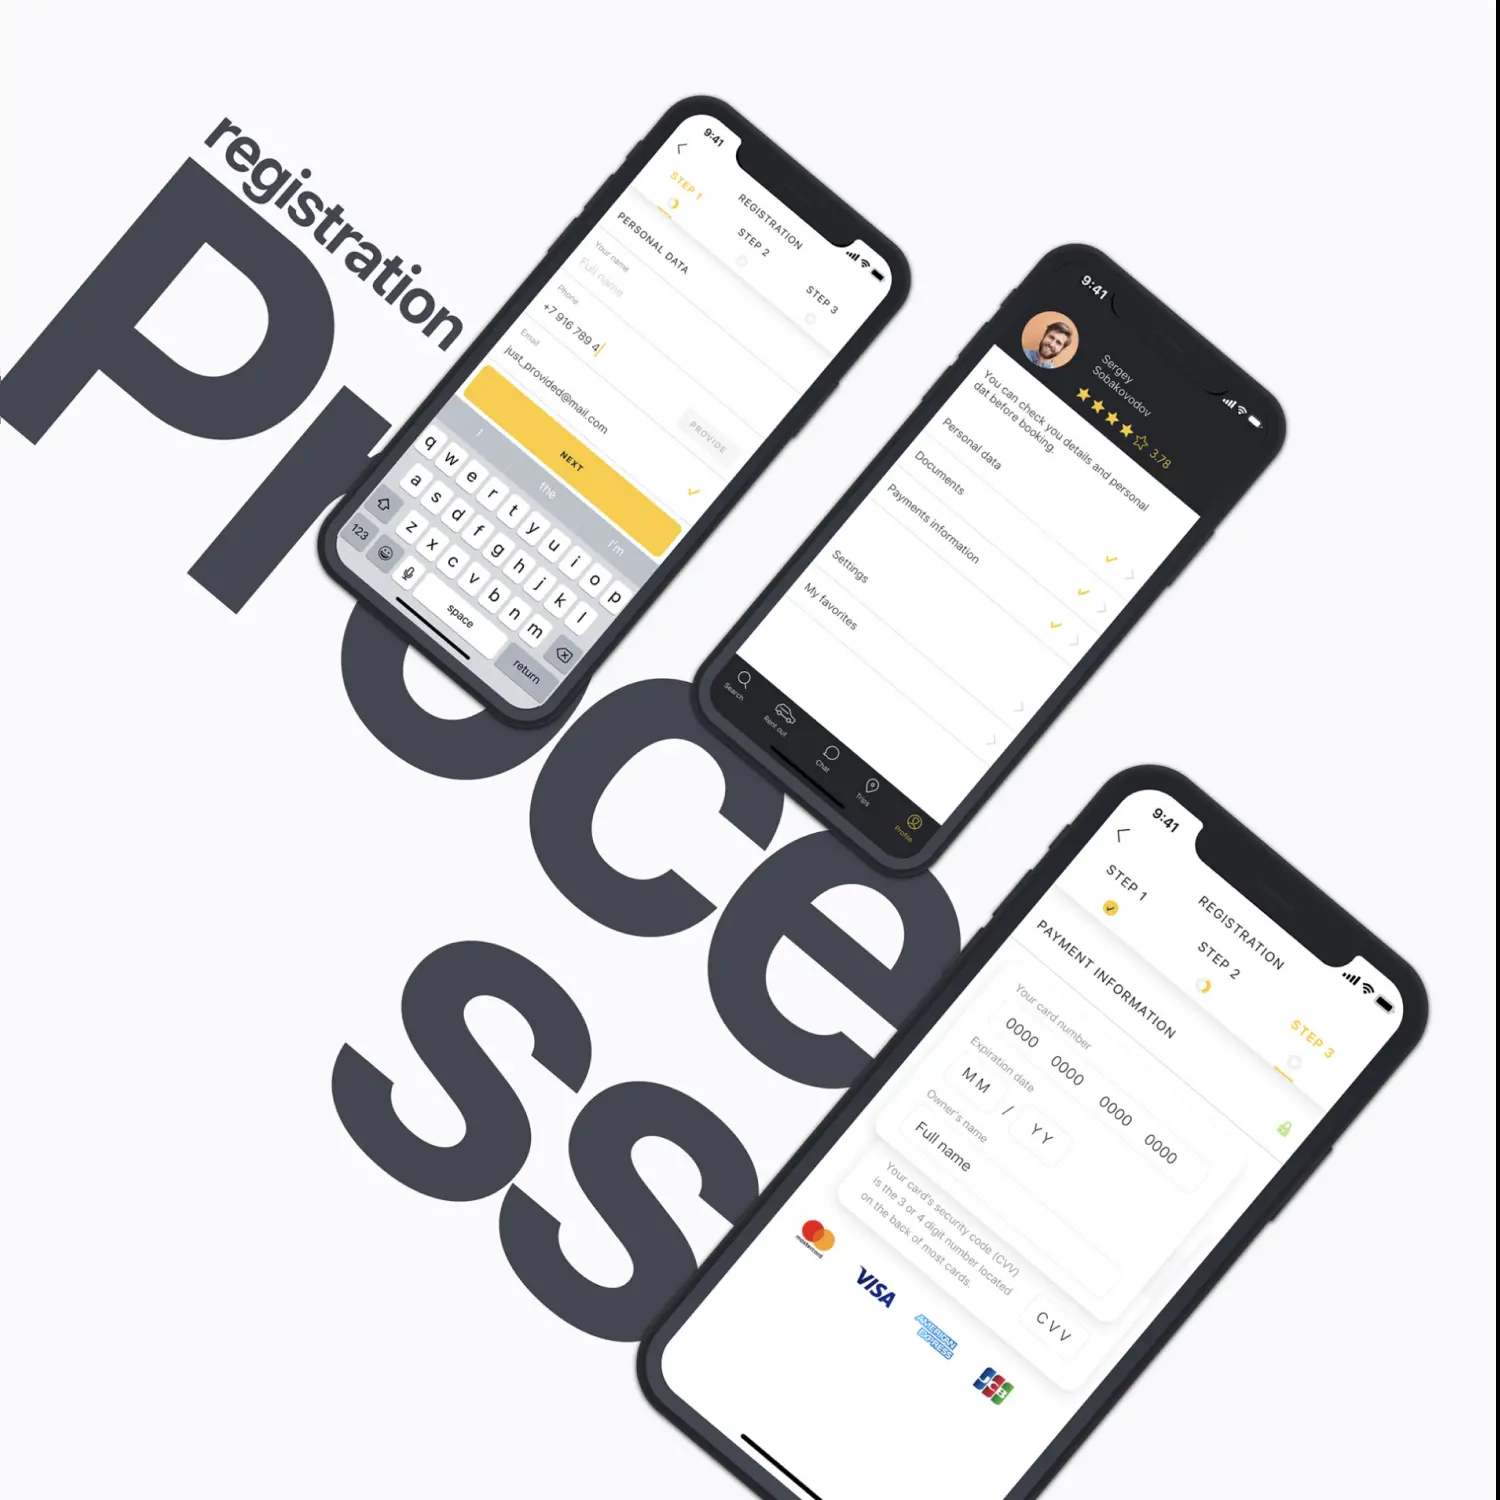 registration
Process
9:41
REGISTRATION
STEP 1
STEP 2
STEP 3
PERSONAL DATA
Your name
Full name
Phone
+7 916 789 4
Email
just_provided@mail.com
PROVIDE
NEXT
I the I'm
q w e r t y u i o p
a s d f g h j k l
z x c v b n m
123 space return
9:41
Sergey
Sobakovodov
3.78
You can check you details and personal
dat before booking.
Personal data
Documents
Payments information
Settings
My favorites
Search
Rent out
Chat
Trips
Profile
9:41
REGISTRATION
STEP 1
STEP 2
STEP 3
PAYMENT INFORMATION
Your card number
0000 0000 0000 0000
Expiration date
MM / YY
Owner's name
Full name
Your card's security code (CVV)
is the 3 or 4 digit number located
on the back of most cards.
CVV
mastercard
VISA
AMERICAN
EXPRESS
JCB